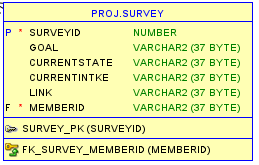 PROJ.SURVEY
P * SURVEYID NUMBER
GOAL VARCHAR2 (37 BYTE)
CURRENTSTATE VARCHAR2 (37 BYTE)
CURRENTINTKE VARCHAR2 (37 BYTE)
LINK VARCHAR2 (37 BYTE)
F * MEMBERID VARCHAR2 (37 BYTE)
SURVEY_PK (SURVEYID)
FK_SURVEY_MEMBERID (MEMBERID)